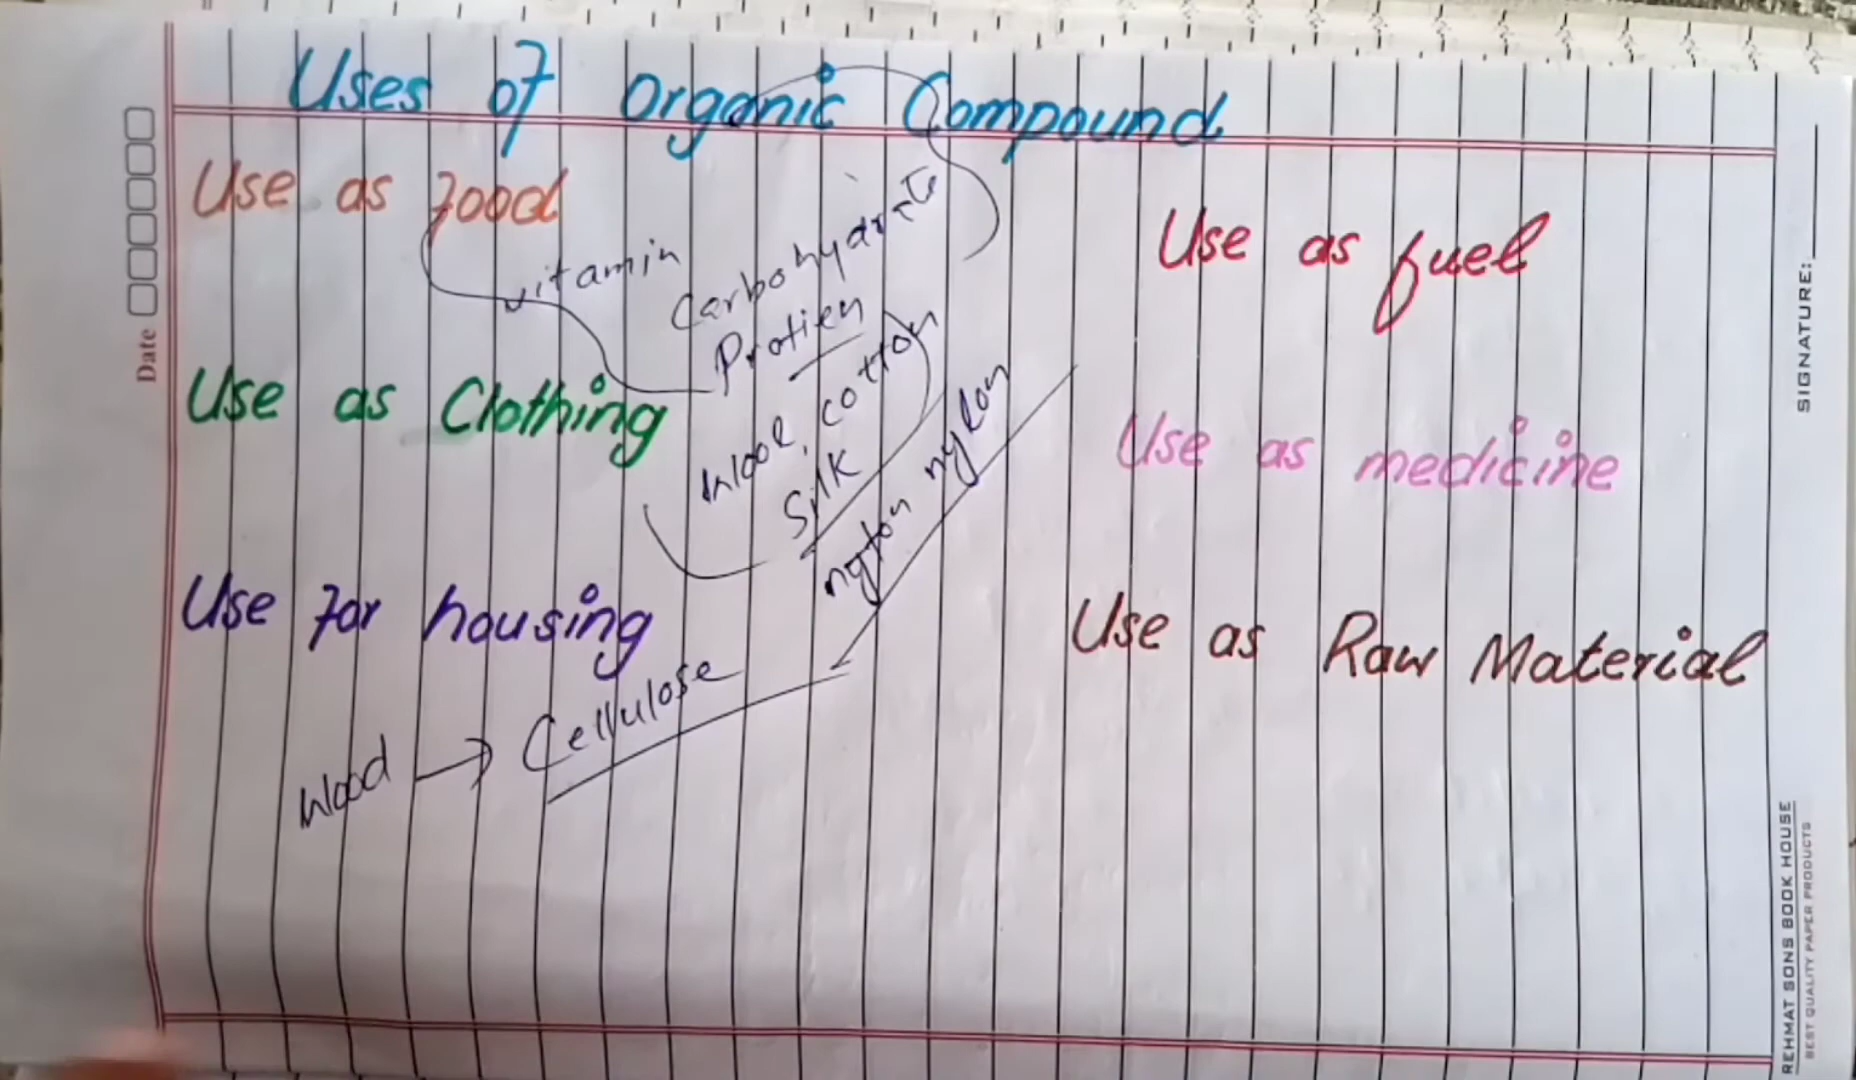 Uses of Organic Compound
Use as food
vitamin
Carbohydrate
Protien
Use as Clothing
Wool, cotton
Silk
nylon nylon
Use for housing
Wood → Cellulose
Use as fuel
Use as medicine
Use as Raw Material
Date
SIGNATURE:
REHMAT SONS BOOK HOUSE
BEST QUALITY PAPER PRODUCTS